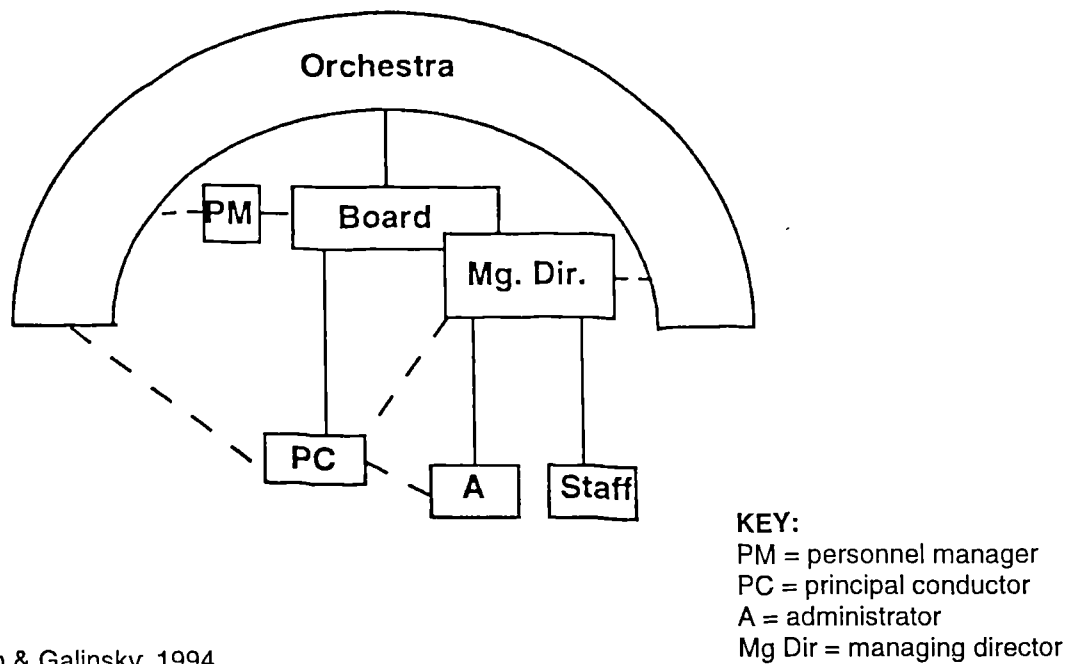 Orchestra
PM
Board
Mg. Dir.
PC
A
Staff
KEY:
PM = personnel manager
PC = principal conductor
A = administrator
Mg Dir = managing director
& Galinsky, 1994